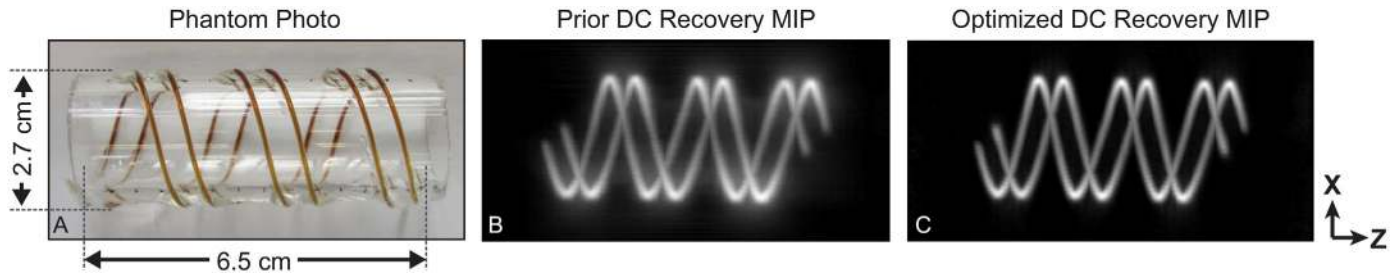 Phantom Photo
Prior DC Recovery MIP
Optimized DC Recovery MIP
2.7 cm
A
B
C
X
Z
6.5 cm